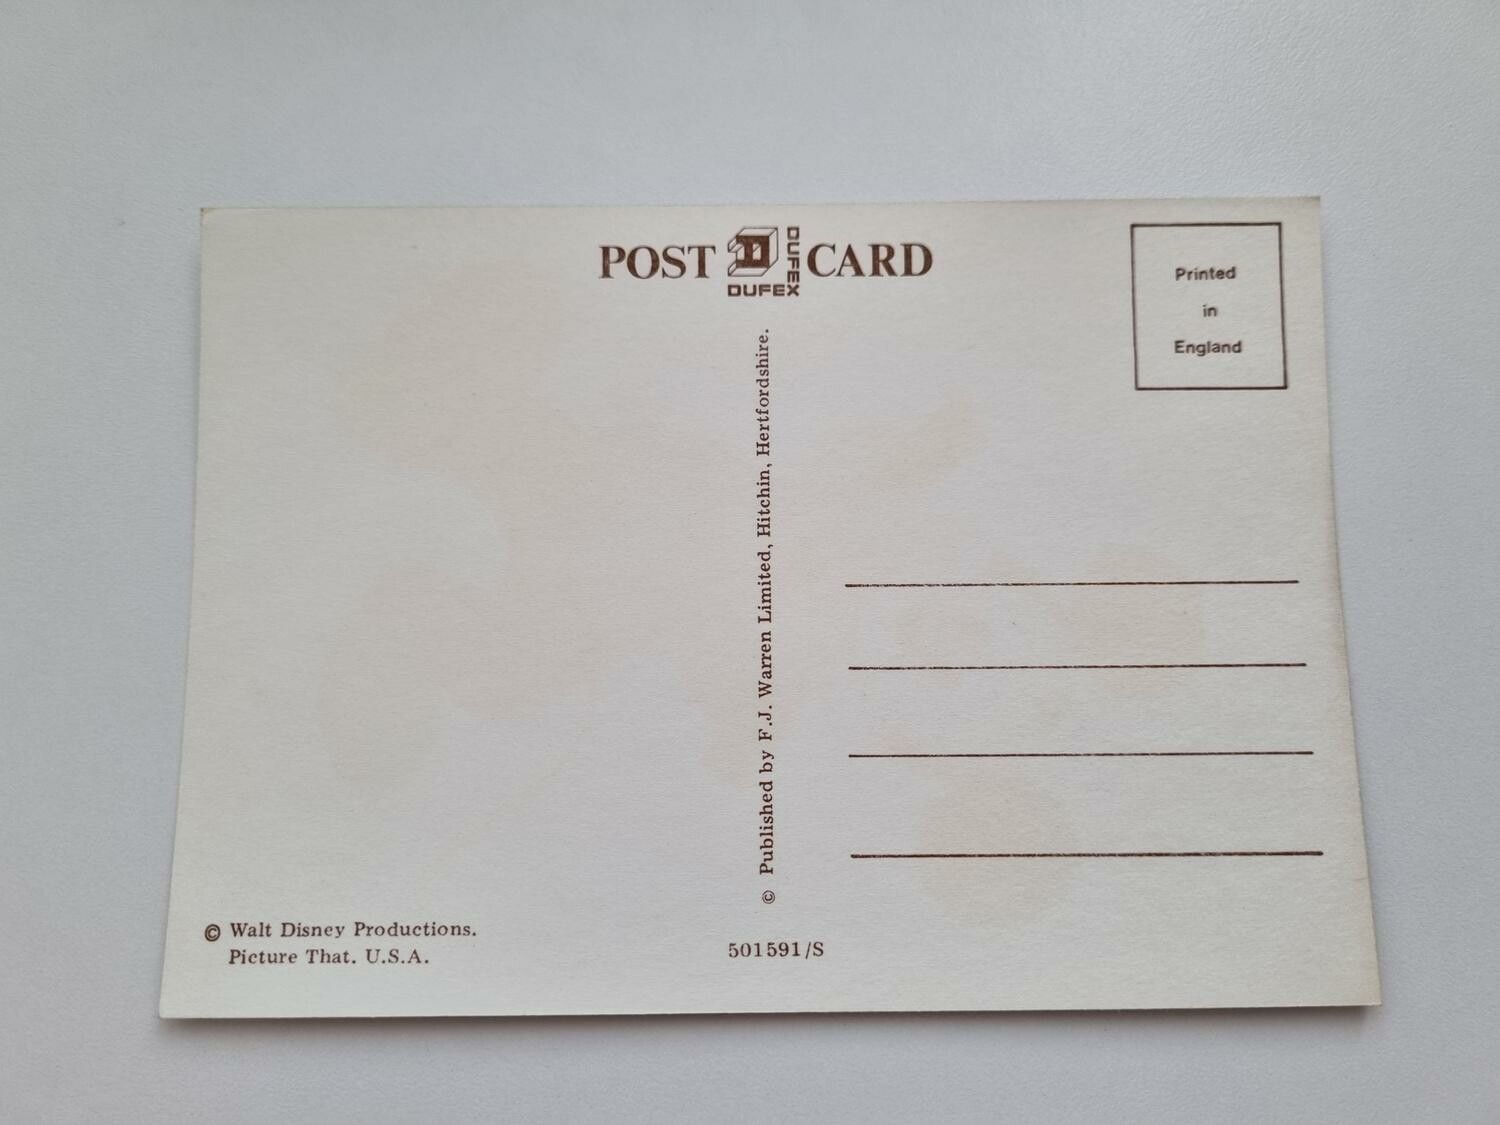 POST DUFEX DUFEX CARD
Printed
in
England
© Published by F.J. Warren Limited, Hitchin, Hertfordshire.
© Walt Disney Productions.
Picture That. U.S.A.
501591/S